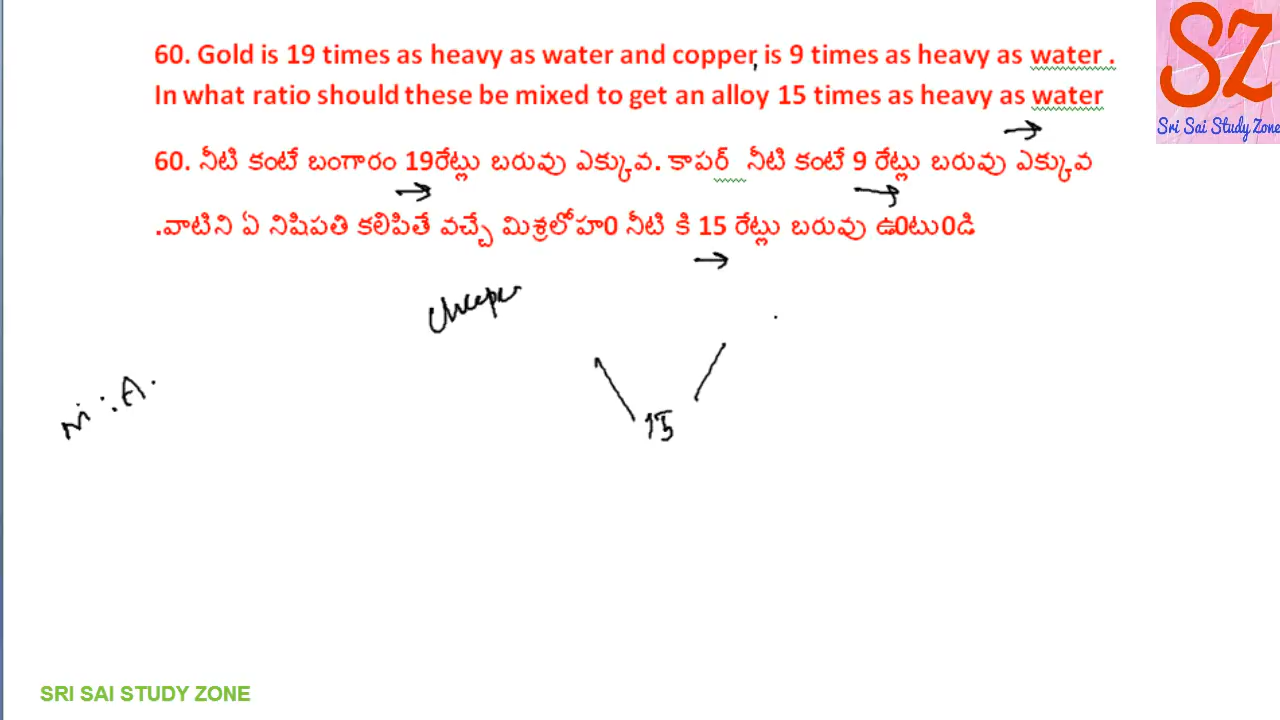 SZ
Sri Sai Study Zone
60. Gold is 19 times as heavy as water and copper is 9 times as heavy as water .
In what ratio should these be mixed to get an alloy 15 times as heavy as water
60. నీటి కంటే బంగారం 19రేట్లు బరువు ఎక్కువ. కాపర్ నీటి కంటే 9 రేట్లు బరువు ఎక్కువ
.వాటిని ఏ నిషిపతి కలిపితే వచ్చే మిశ్రలోహ0 నీటి కి 15 రేట్లు బరువు ఉ0టు0డి
cheaper
M:A.
15
SRI SAI STUDY ZONE